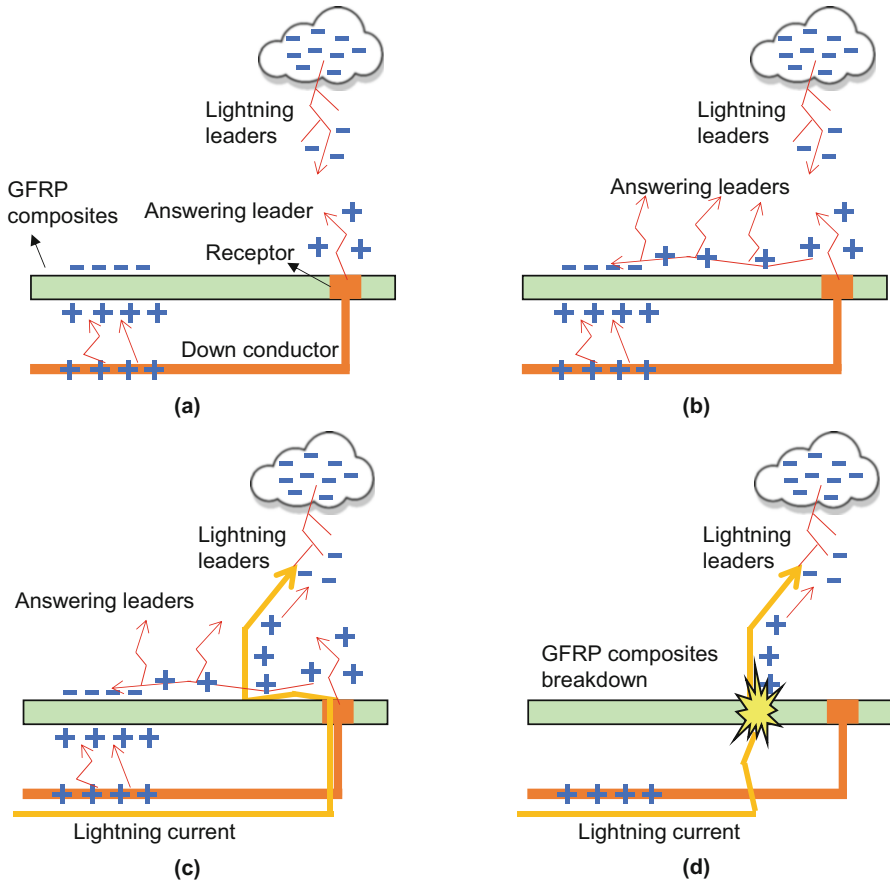 Lightning
leaders
GFRP
composites
Answering leader
Receptor
Down conductor
(a)
Lightning
leaders
Answering leaders
(b)
Lightning
leaders
Answering leaders
Lightning current
(c)
Lightning
leaders
GFRP composites
breakdown
Lightning current
(d)